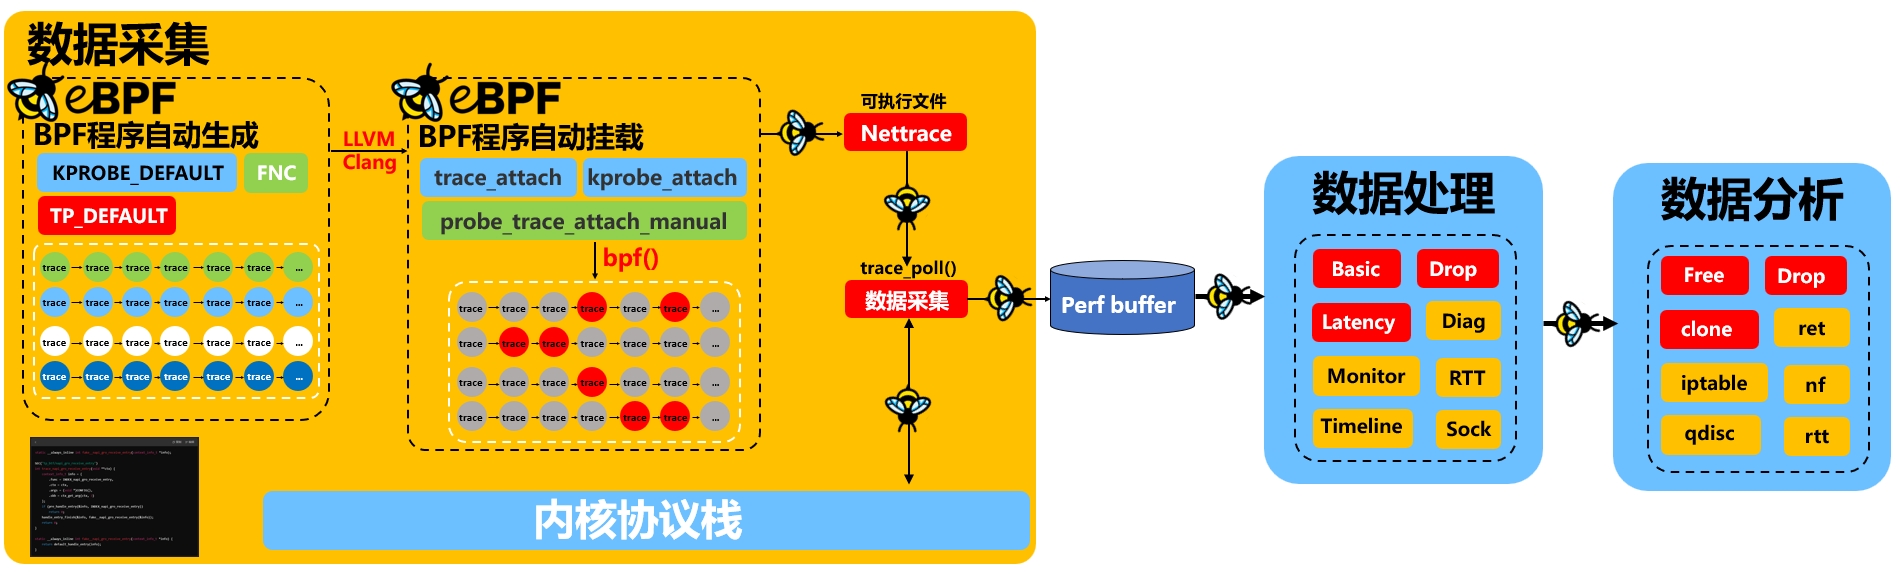 数据采集
eBPF
BPF程序自动生成
KPROBE_DEFAULT
FNC
TP_DEFAULT
trace trace trace trace trace trace ...
trace trace trace trace trace trace ...
trace trace trace trace trace trace ...
trace trace trace trace trace trace ...
LLVM
Clang
eBPF
BPF程序自动挂载
trace_attach
kprobe_attach
probe_trace_attach_manual
bpf()
trace trace trace trace trace trace ...
trace trace trace trace trace trace ...
trace trace trace trace trace trace ...
trace trace trace trace trace trace ...
可执行文件
Nettrace
trace_poll()
数据采集
内核协议栈
Perf buffer
数据处理
Basic
Drop
Latency
Diag
Monitor
RTT
Timeline
Sock
数据分析
Free
Drop
clone
ret
iptable
nf
qdisc
rtt